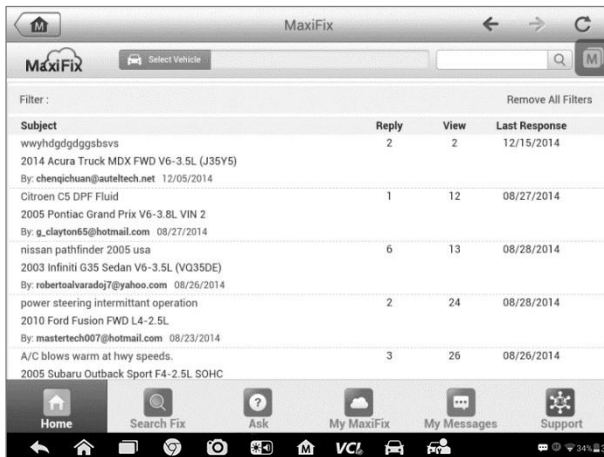 MaxiFix
MaxiFix Select Vehicle M
Filter : Remove All Filters
Subject Reply View Last Response
wwyhdgdgdggsbsvs 2 2 12/15/2014
2014 Acura Truck MDX FWD V6-3.5L (J35Y5)
By: chenqichuan@auteltech.net 12/05/2014
Citroen C5 DPF Fluid 1 12 08/27/2014
2005 Pontiac Grand Prix V6-3.8L VIN 2
By: g_clayton65@hotmail.com 08/27/2014
nissan pathfinder 2005 usa 6 13 08/28/2014
2003 Infiniti G35 Sedan V6-3.5L (VQ35DE)
By: robertoalvaradoj7@yahoo.com 08/26/2014
power steering intermittant operation 2 24 08/28/2014
2010 Ford Fusion FWD L4-2.5L
By: mastertech007@hotmail.com 08/23/2014
A/C blows warm at hwy speeds. 3 26 08/26/2014
2005 Subaru Outback Sport F4-2.5L SOHC
Home Search Fix Ask My MaxiFix My Messages Support
VCI 34%